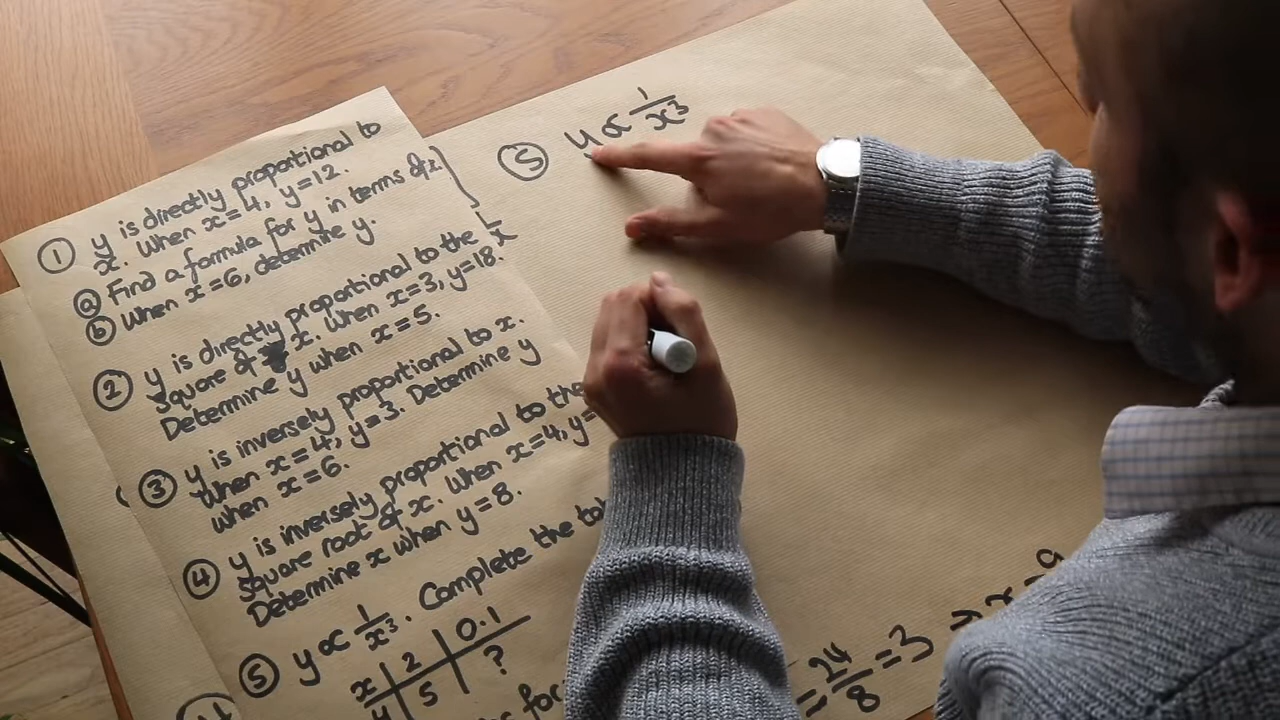 ① y is directly proportional to
x. When x=4, y=12.
ⓐ Find a formula for y in terms of x.
ⓑ When x=6, determine y.
② y is directly proportional to the
square of x. When x=3, y=18.
Determine y when x=5.
③ y is inversely proportional to x.
When x=4, y=3. Determine y
when x=6.
④ y is inversely proportional to the
square root of x. When x=4, y=
Determine x when y=8.
⑤ y ∝ 1/x³. Complete the
x 2 0.1
y 5 ?
⑤ y ∝ 1/x³
= 24/8 = 3